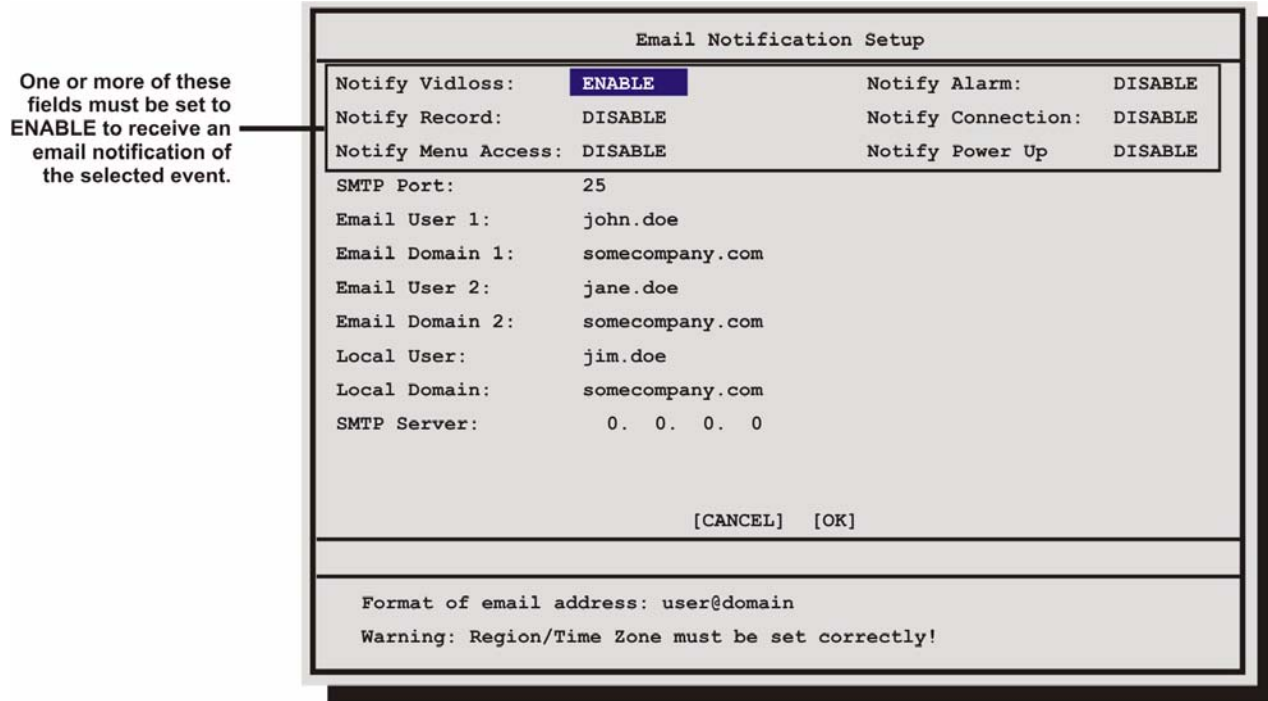 One or more of these
fields must be set to
ENABLE to receive an
email notification of
the selected event.
Email Notification Setup
Notify Vidloss: ENABLE Notify Alarm: DISABLE
Notify Record: DISABLE Notify Connection: DISABLE
Notify Menu Access: DISABLE Notify Power Up DISABLE
SMTP Port: 25
Email User 1: john.doe
Email Domain 1: somecompany.com
Email User 2: jane.doe
Email Domain 2: somecompany.com
Local User: jim.doe
Local Domain: somecompany.com
SMTP Server: 0. 0. 0. 0
[CANCEL] [OK]
Format of email address: user@domain
Warning: Region/Time Zone must be set correctly!